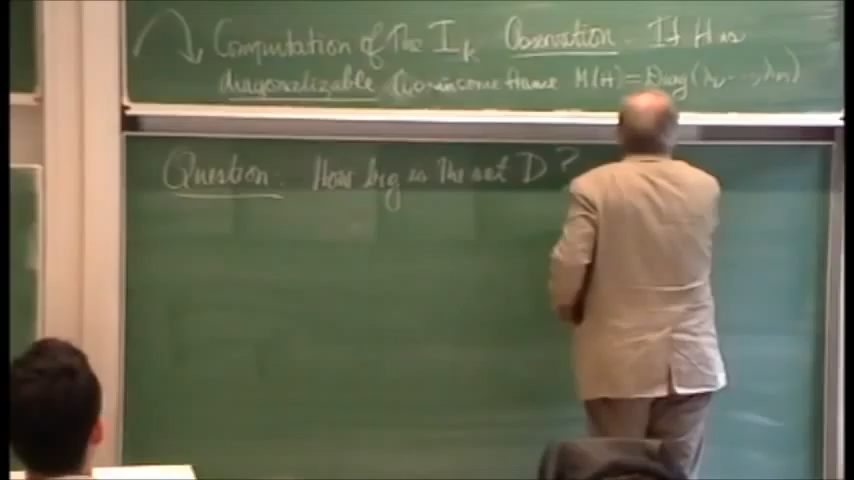 Computation of The I_k Observation. If H is
diagonalizable (so in some frame M(H) = Diag(λ₁, ..., λₙ)
Question: How big is the set D?